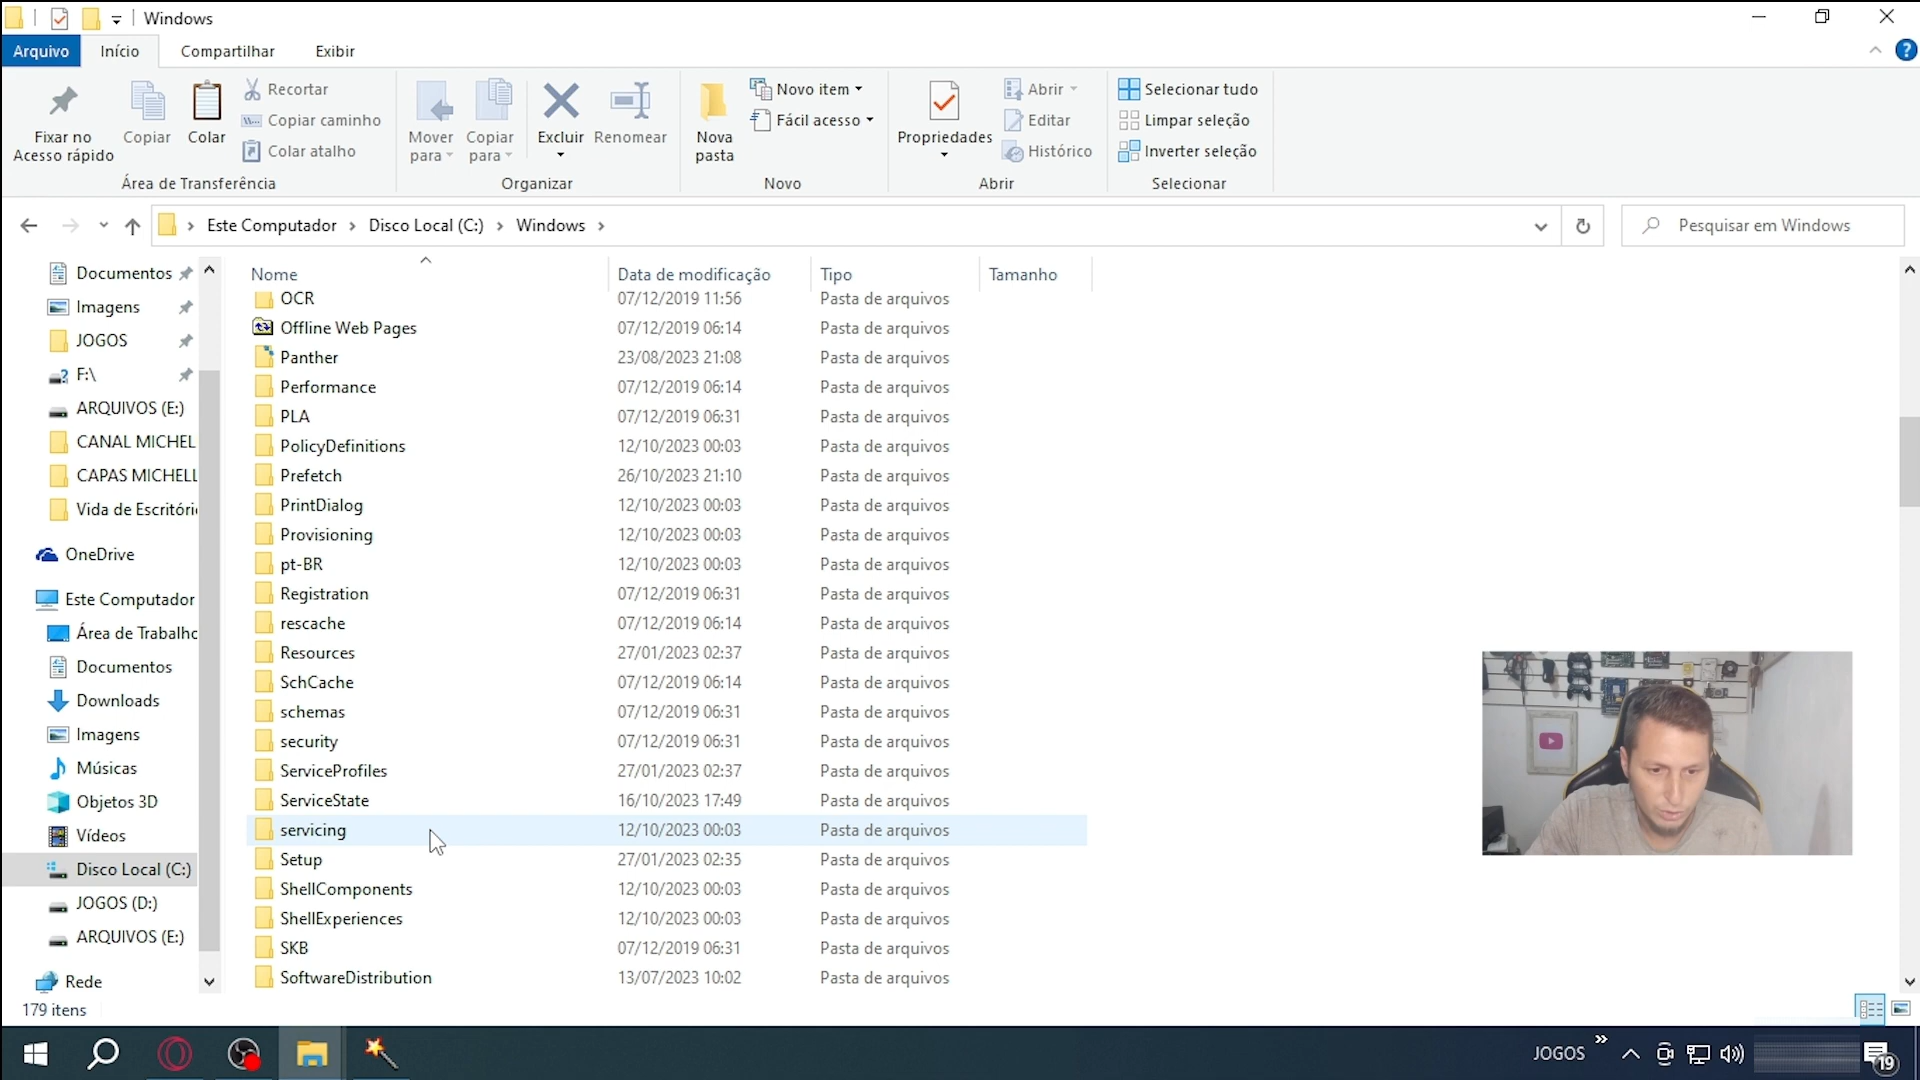 Windows
Arquivo Início Compartilhar Exibir
Fixar no Acesso rápido
Copiar
Colar
Recortar
Copiar caminho
Colar atalho
Área de Transferência
Mover para
Copiar para
Excluir
Renomear
Organizar
Nova pasta
Novo item
Fácil acesso
Novo
Propriedades
Abrir
Editar
Histórico
Abrir
Selecionar tudo
Limpar seleção
Inverter seleção
Selecionar
Este Computador > Disco Local (C:) > Windows >
Pesquisar em Windows
Documentos
Imagens
JOGOS
F:\
ARQUIVOS (E:)
CANAL MICHEL
CAPAS MICHELL
Vida de Escritóri
OneDrive
Este Computador
Área de Trabalho
Documentos
Downloads
Imagens
Músicas
Objetos 3D
Vídeos
Disco Local (C:)
JOGOS (D:)
ARQUIVOS (E:)
Rede
Nome Data de modificação Tipo Tamanho
OCR 07/12/2019 11:56 Pasta de arquivos
Offline Web Pages 07/12/2019 06:14 Pasta de arquivos
Panther 23/08/2023 21:08 Pasta de arquivos
Performance 07/12/2019 06:14 Pasta de arquivos
PLA 07/12/2019 06:31 Pasta de arquivos
PolicyDefinitions 12/10/2023 00:03 Pasta de arquivos
Prefetch 26/10/2023 21:10 Pasta de arquivos
PrintDialog 12/10/2023 00:03 Pasta de arquivos
Provisioning 12/10/2023 00:03 Pasta de arquivos
pt-BR 12/10/2023 00:03 Pasta de arquivos
Registration 07/12/2019 06:31 Pasta de arquivos
rescache 07/12/2019 06:14 Pasta de arquivos
Resources 27/01/2023 02:37 Pasta de arquivos
SchCache 07/12/2019 06:14 Pasta de arquivos
schemas 07/12/2019 06:31 Pasta de arquivos
security 07/12/2019 06:31 Pasta de arquivos
ServiceProfiles 27/01/2023 02:37 Pasta de arquivos
ServiceState 16/10/2023 17:49 Pasta de arquivos
servicing 12/10/2023 00:03 Pasta de arquivos
Setup 27/01/2023 02:35 Pasta de arquivos
ShellComponents 12/10/2023 00:03 Pasta de arquivos
ShellExperiences 12/10/2023 00:03 Pasta de arquivos
SKB 07/12/2019 06:31 Pasta de arquivos
SoftwareDistribution 13/07/2023 10:02 Pasta de arquivos
179 itens
JOGOS
19